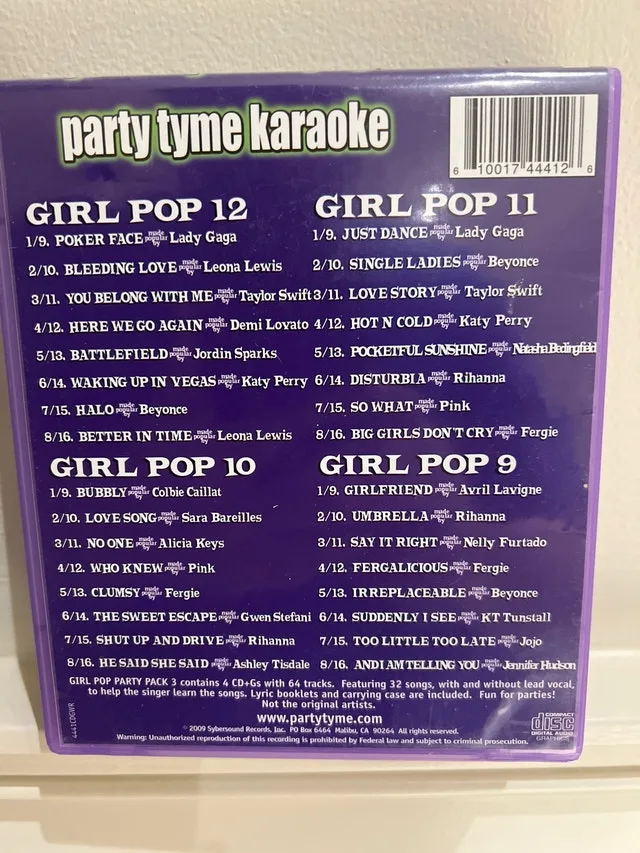 party tyme karaoke
6 10017 44412 6
GIRL POP 12
1/9. POKER FACE made popular by Lady Gaga
2/10. BLEEDING LOVE made popular by Leona Lewis
3/11. YOU BELONG WITH ME made popular by Taylor Swift
4/12. HERE WE GO AGAIN made popular by Demi Lovato
5/13. BATTLEFIELD made popular by Jordin Sparks
6/14. WAKING UP IN VEGAS made popular by Katy Perry
7/15. HALO made popular by Beyonce
8/16. BETTER IN TIME made popular by Leona Lewis
GIRL POP 11
1/9. JUST DANCE made popular by Lady Gaga
2/10. SINGLE LADIES made popular by Beyonce
3/11. LOVE STORY made popular by Taylor Swift
4/12. HOT N COLD made popular by Katy Perry
5/13. POCKETFUL SUNSHINE made popular by Natasha Bedingfield
6/14. DISTURBIA made popular by Rihanna
7/15. SO WHAT made popular by Pink
8/16. BIG GIRLS DON'T CRY made popular by Fergie
GIRL POP 10
1/9. BUBBLY made popular by Colbie Caillat
2/10. LOVE SONG made popular by Sara Bareilles
3/11. NO ONE made popular by Alicia Keys
4/12. WHO KNEW made popular by Pink
5/13. CLUMSY made popular by Fergie
6/14. THE SWEET ESCAPE made popular by Gwen Stefani
7/15. SHUT UP AND DRIVE made popular by Rihanna
8/16. HE SAID SHE SAID made popular by Ashley Tisdale
GIRL POP 9
1/9. GIRLFRIEND made popular by Avril Lavigne
2/10. UMBRELLA made popular by Rihanna
3/11. SAY IT RIGHT made popular by Nelly Furtado
4/12. FERGALICIOUS made popular by Fergie
5/13. IRREPLACEABLE made popular by Beyonce
6/14. SUDDENLY I SEE made popular by KT Tunstall
7/15. TOO LITTLE TOO LATE made popular by Jojo
8/16. AND I AM TELLING YOU made popular by Jennifer Hudson
GIRL POP PARTY PACK 3 contains 4 CD+Gs with 64 tracks. Featuring 32 songs, with and without lead vocal,
to help the singer learn the songs. Lyric booklets and carrying case are included. Fun for parties!
Not the original artists.
www.partytyme.com
© 2009 Sybersound Records, Inc. PO Box 6464 Malibu, CA 90264 All rights reserved.
Warning: Unauthorized reproduction of this recording is prohibited by Federal law and subject to criminal prosecution.
4441CDGWR
COMPACT
disc
DIGITAL AUDIO
GRAPHICS